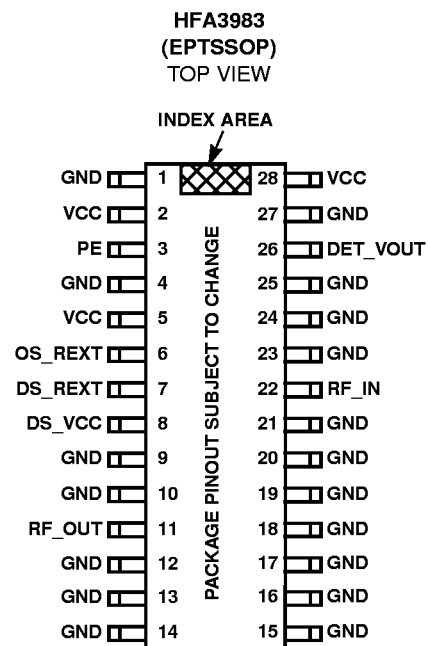 HFA3983
(EPTSSOP)
TOP VIEW
INDEX AREA
GND 1 28 VCC
VCC 2 27 GND
PE 3 26 DET_VOUT
GND 4 25 GND
VCC 5 24 GND
OS_REXT 6 23 GND
DS_REXT 7 22 RF_IN
DS_VCC 8 21 GND
GND 9 20 GND
GND 10 19 GND
RF_OUT 11 18 GND
GND 12 17 GND
GND 13 16 GND
GND 14 15 GND
PACKAGE PINOUT SUBJECT TO CHANGE